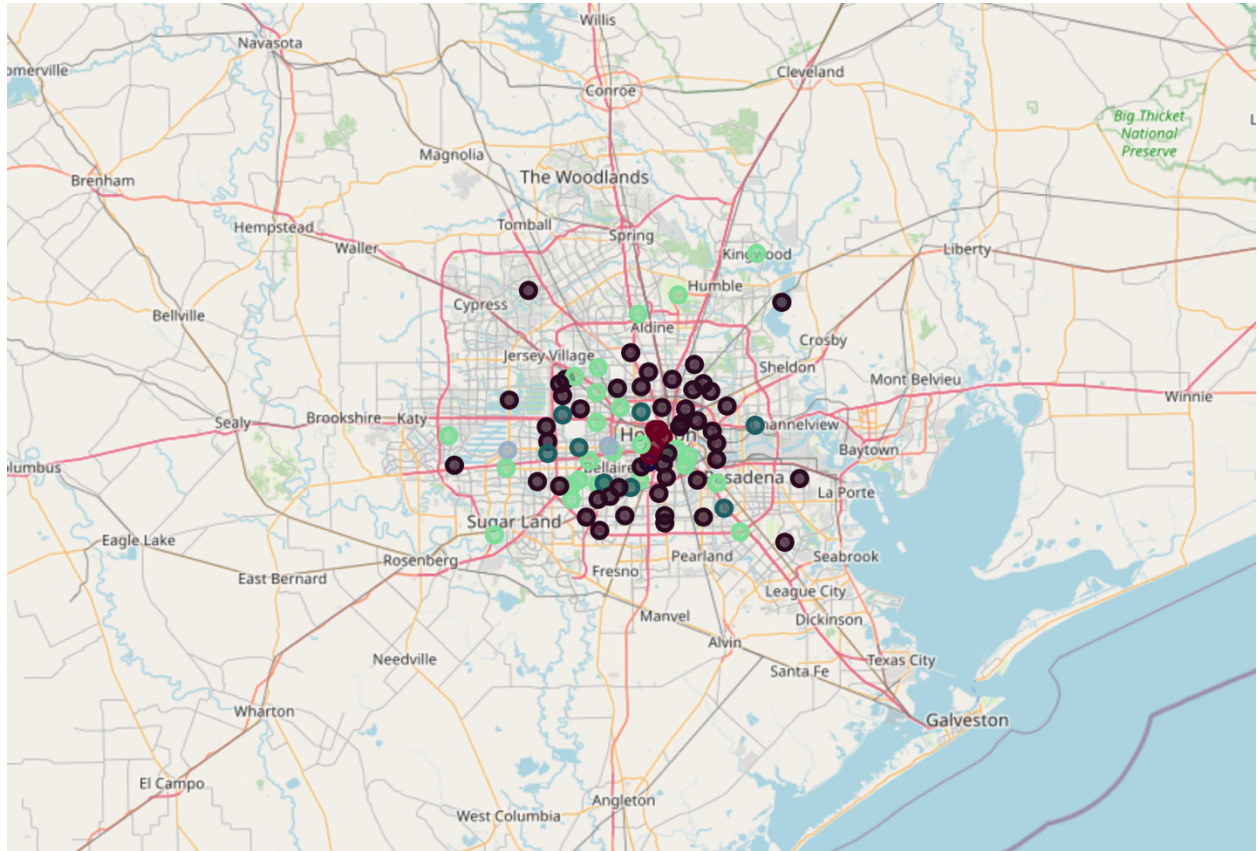 Willis
Navasota
omerville
Cleveland
Conroe
Big Thicket
National
Preserve
Magnolia
The Woodlands
Brenham
Tomball
Hempstead
Spring
Waller
Liberty
Kingwood
Humble
Cypress
Bellville
Aldine
Crosby
Jersey Village
Sheldon
Mont Belvieu
Winnie
Brookshire
Katy
Sealy
Channelview
Baytown
olumbus
Bellaire
sadena
La Porte
Sugar Land
Eagle Lake
Rosenberg
Pearland
Seabrook
Fresno
East Bernard
League City
Manvel
Dickinson
Alvin
Needville
Texas City
Santa Fe
Wharton
Galveston
El Campo
Angleton
West Columbia